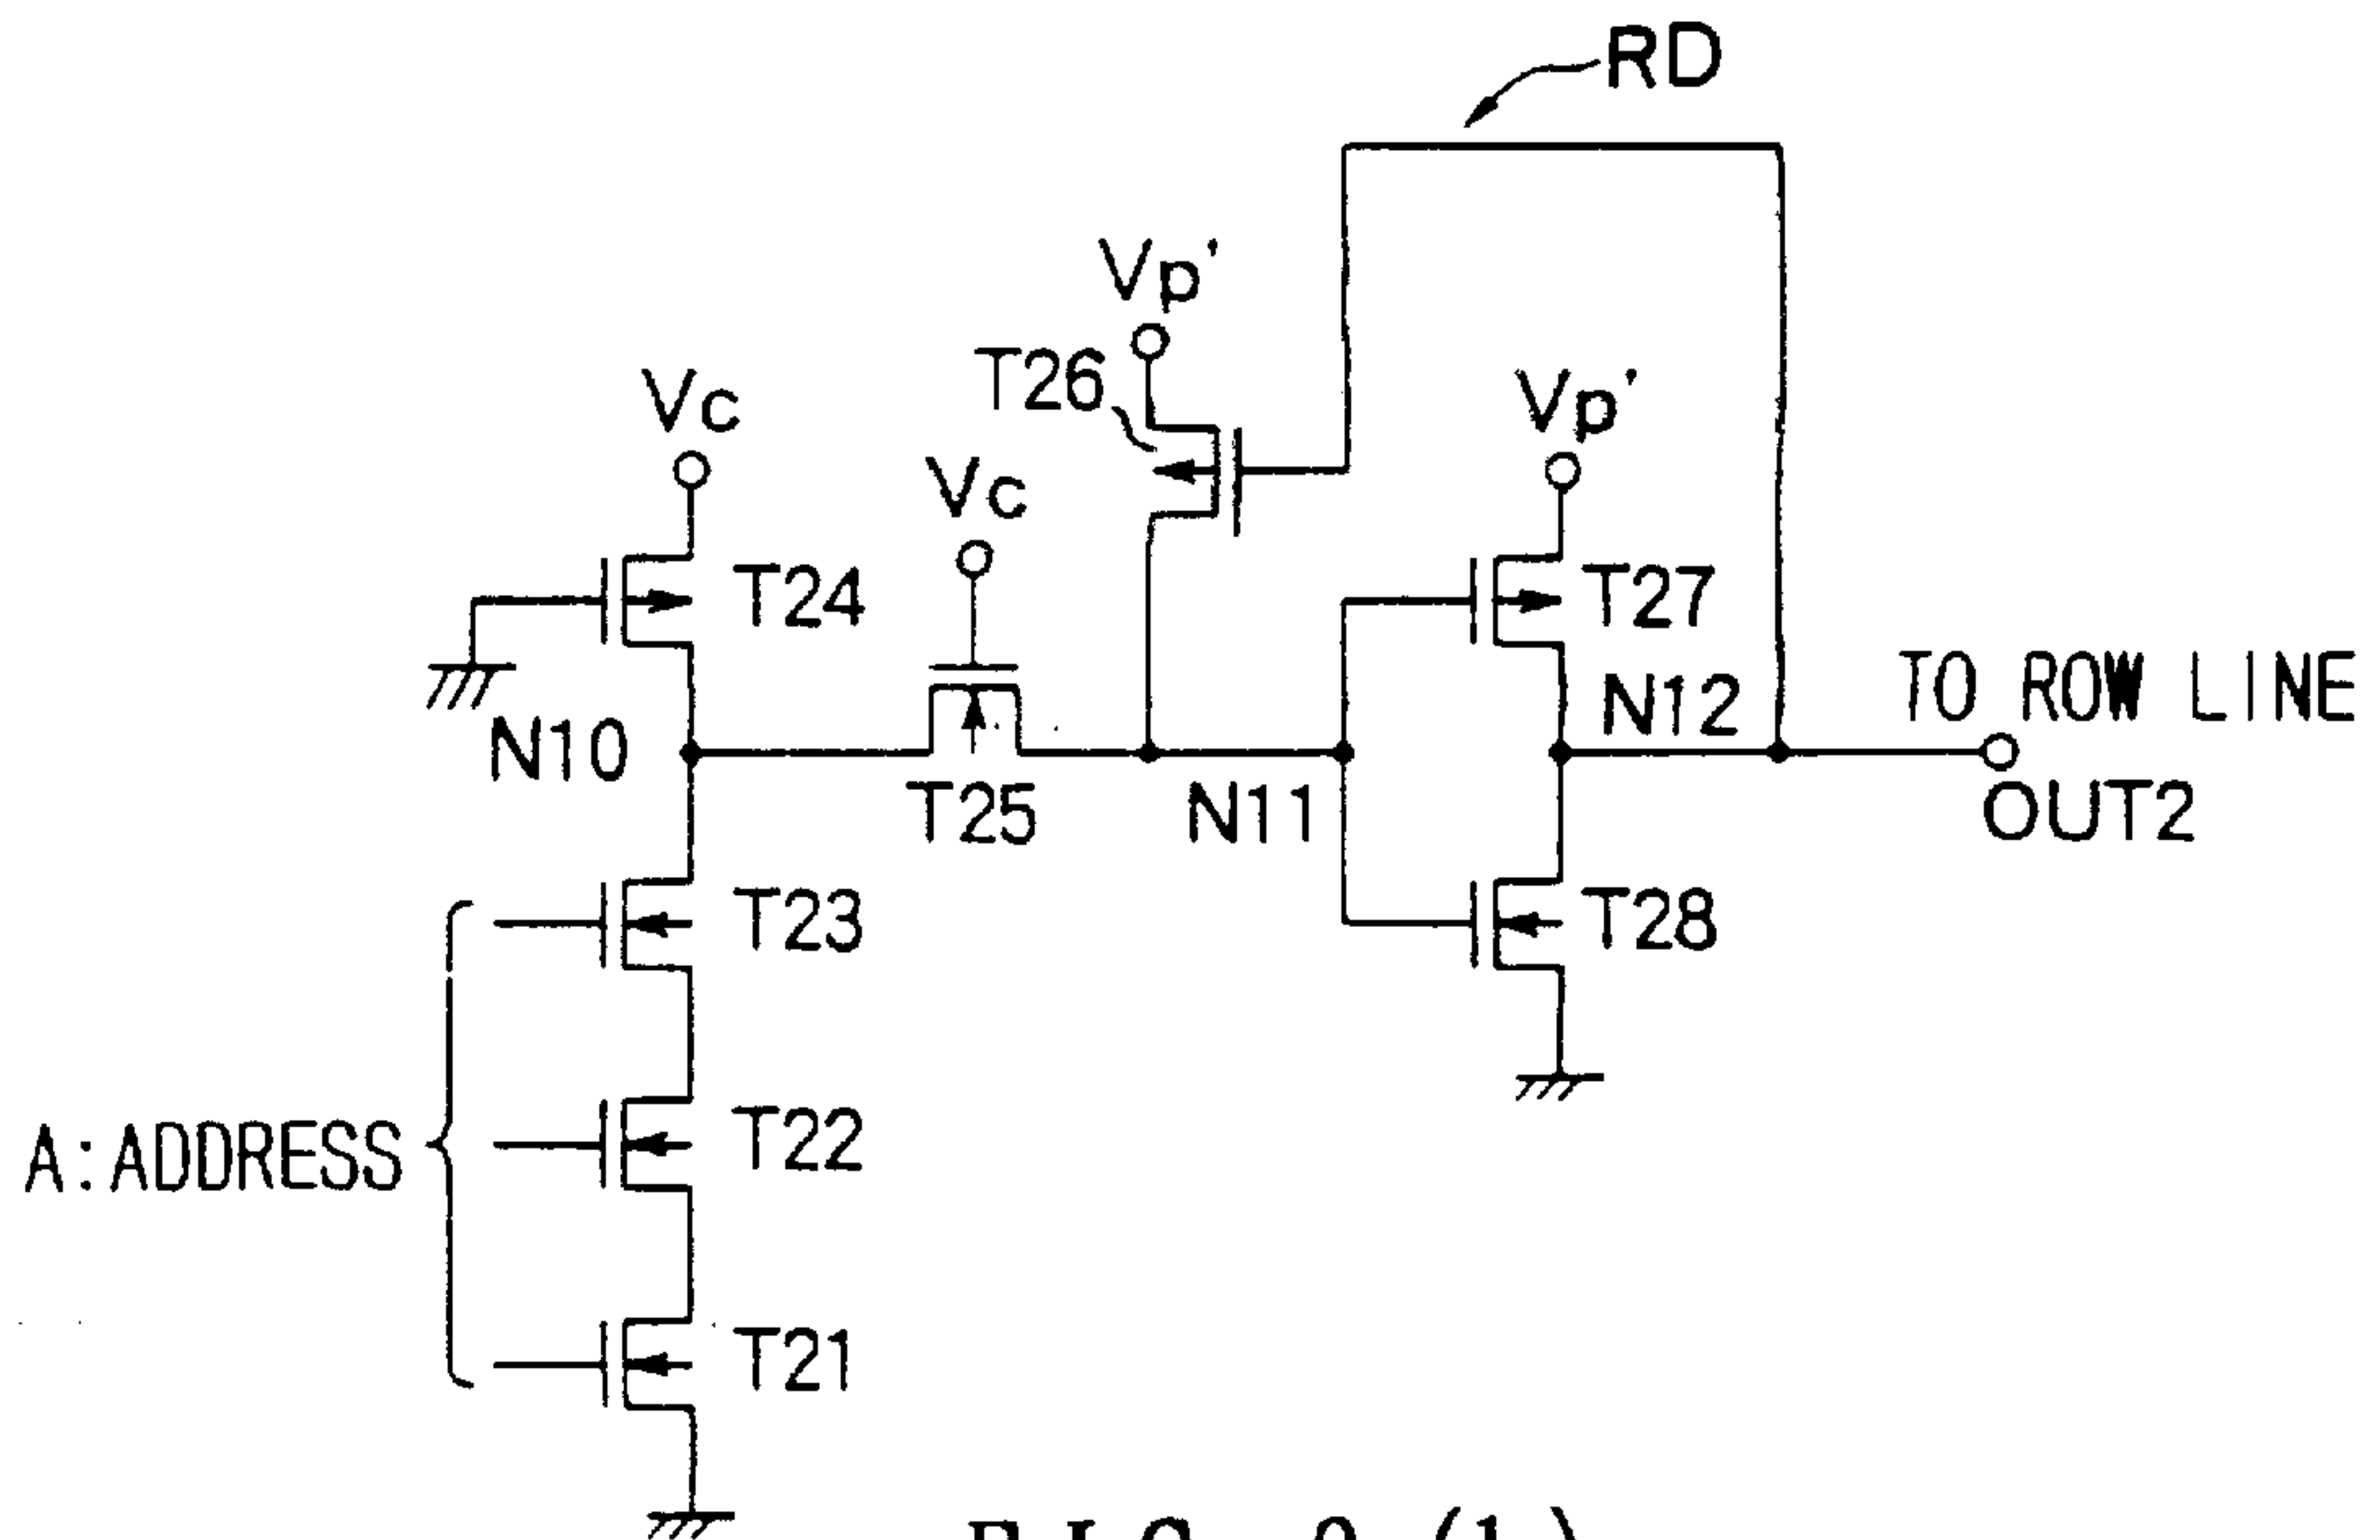 RD
Vp'
T26
Vc
Vc
Vp'
T24
T27
N10
T25
N11
N12
TO ROW LINE
OUT2
T23
T28
A:ADDRESS
T22
T21